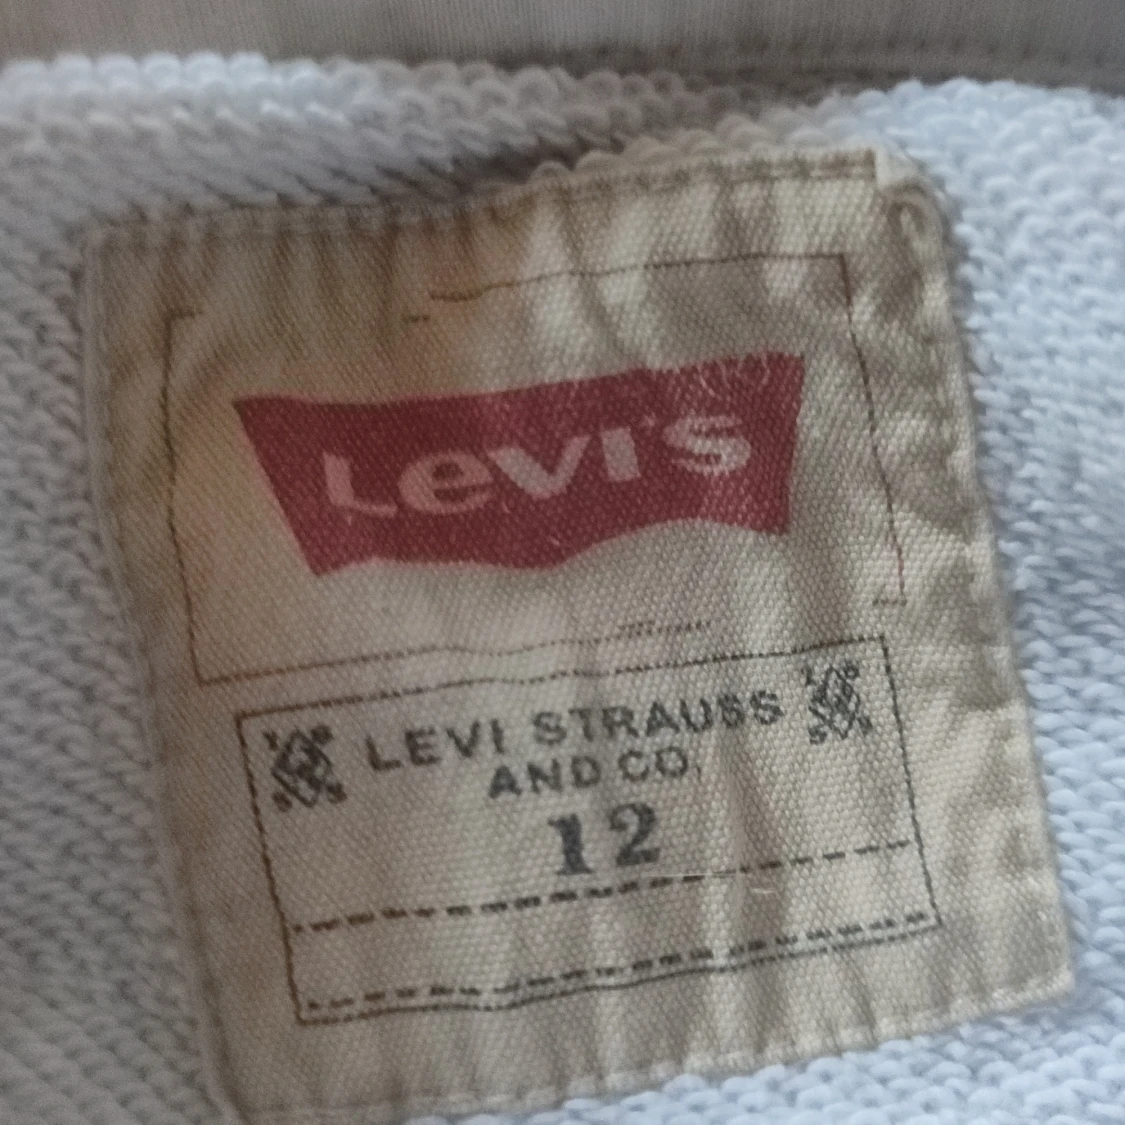 Levi's
LEVI STRAUSS
AND CO.
12